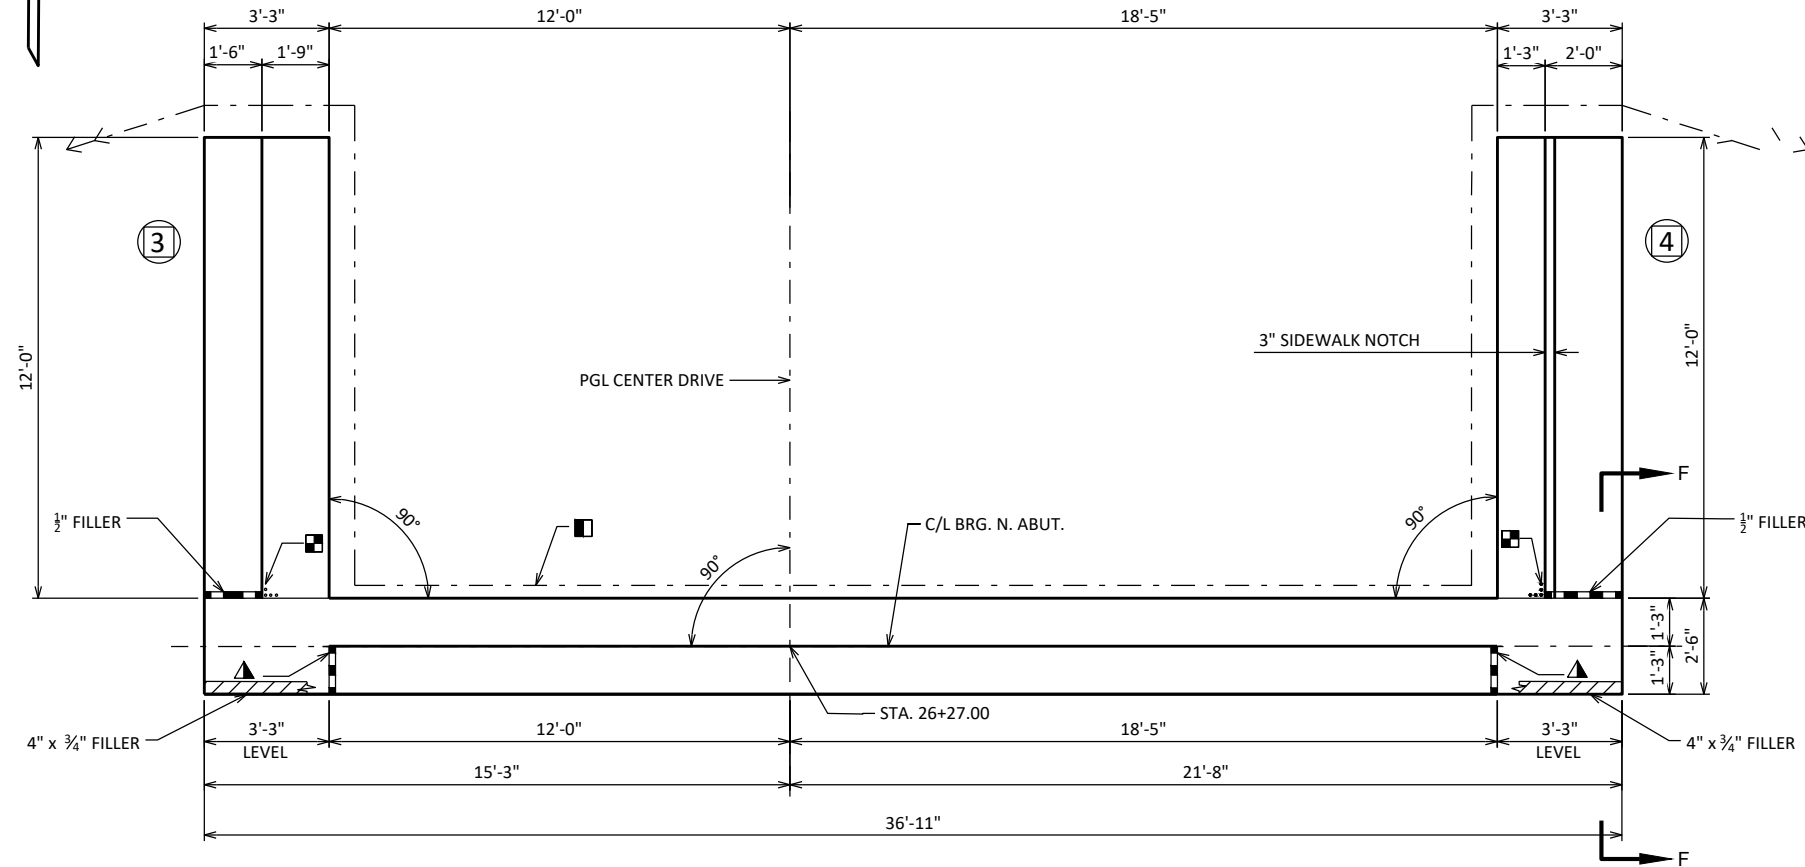 3'-3" 12'-0" 18'-5" 3'-3"
1'-6" 1'-9" 1'-3" 2'-0"
3 4
12'-0" 3" SIDEWALK NOTCH 12'-0"
PGL CENTER DRIVE
F
½" FILLER 90° C/L BRG. N. ABUT. 90° ½" FILLER
90°
1'-3"
2'-6"
1'-3"
STA. 26+27.00
4" x ¾" FILLER 3'-3" 12'-0" 18'-5" 3'-3" 4" x ¾" FILLER
LEVEL LEVEL
15'-3" 21'-8"
36'-11"
F